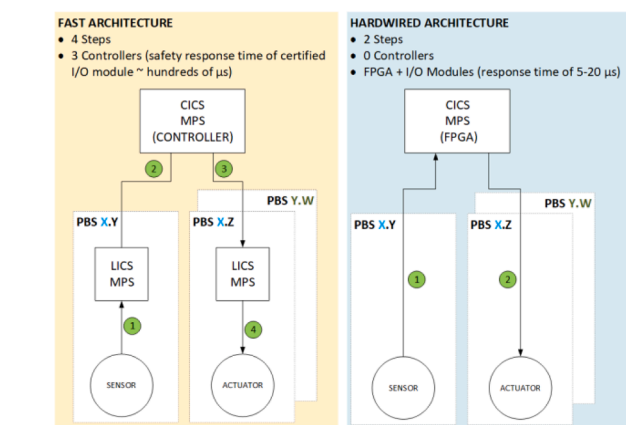 FAST ARCHITECTURE
• 4 Steps
• 3 Controllers (safety response time of certified
I/O module ~ hundreds of µs)
CICS
MPS
(CONTROLLER)
2
3
PBS Y.W
PBS X.Y
PBS X.Z
LICS
MPS
LICS
MPS
1
4
SENSOR
ACTUATOR
HARDWIRED ARCHITECTURE
• 2 Steps
• 0 Controllers
• FPGA + I/O Modules (response time of 5-20 µs)
CICS
MPS
(FPGA)
PBS Y.W
PBS X.Y
PBS X.Z
1
2
SENSOR
ACTUATOR